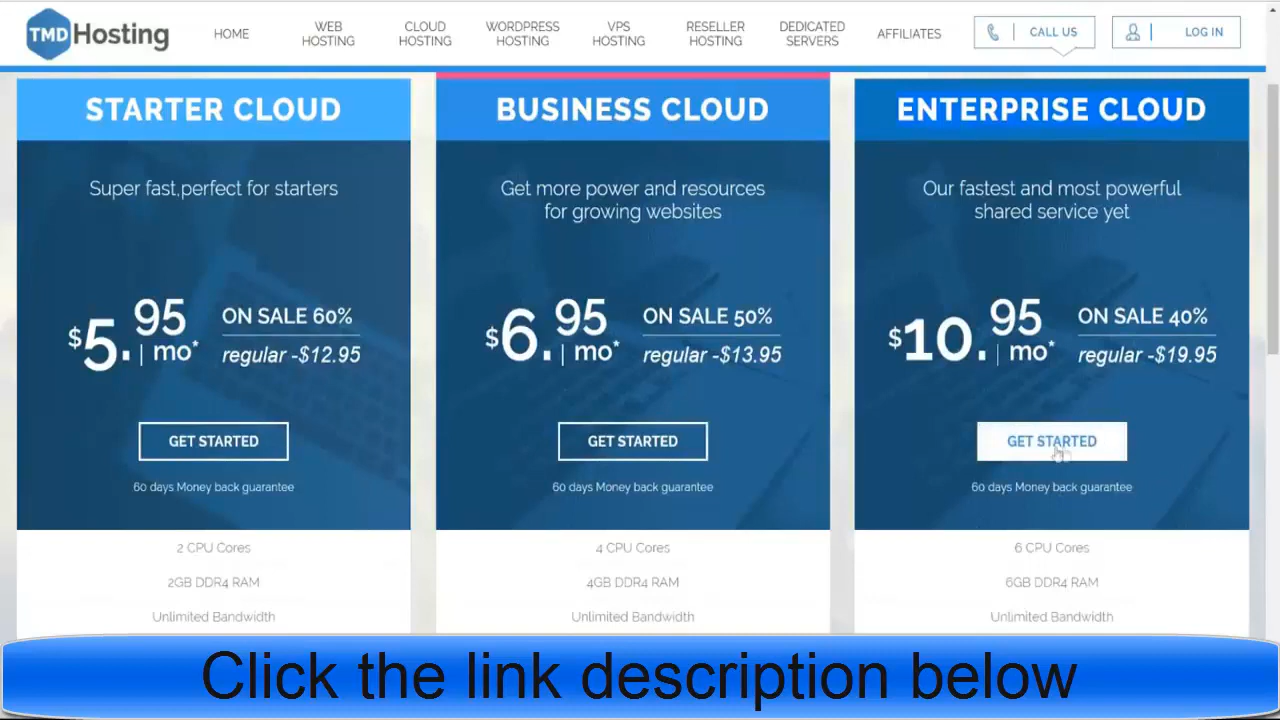 TMDHosting
HOME
WEB
HOSTING
CLOUD
HOSTING
WORDPRESS
HOSTING
VPS
HOSTING
RESELLER
HOSTING
DEDICATED
SERVERS
AFFILIATES
CALL US
LOG IN
STARTER CLOUD
Super fast,perfect for starters
$5.95 | mo*
ON SALE 60%
regular -$12.95
GET STARTED
60 days Money back guarantee
2 CPU Cores
2GB DDR4 RAM
Unlimited Bandwidth
BUSINESS CLOUD
Get more power and resources
for growing websites
$6.95 | mo*
ON SALE 50%
regular -$13.95
GET STARTED
60 days Money back guarantee
4 CPU Cores
4GB DDR4 RAM
Unlimited Bandwidth
ENTERPRISE CLOUD
Our fastest and most powerful
shared service yet
$10.95 | mo*
ON SALE 40%
regular -$19.95
GET STARTED
60 days Money back guarantee
6 CPU Cores
6GB DDR4 RAM
Unlimited Bandwidth
Click the link description below